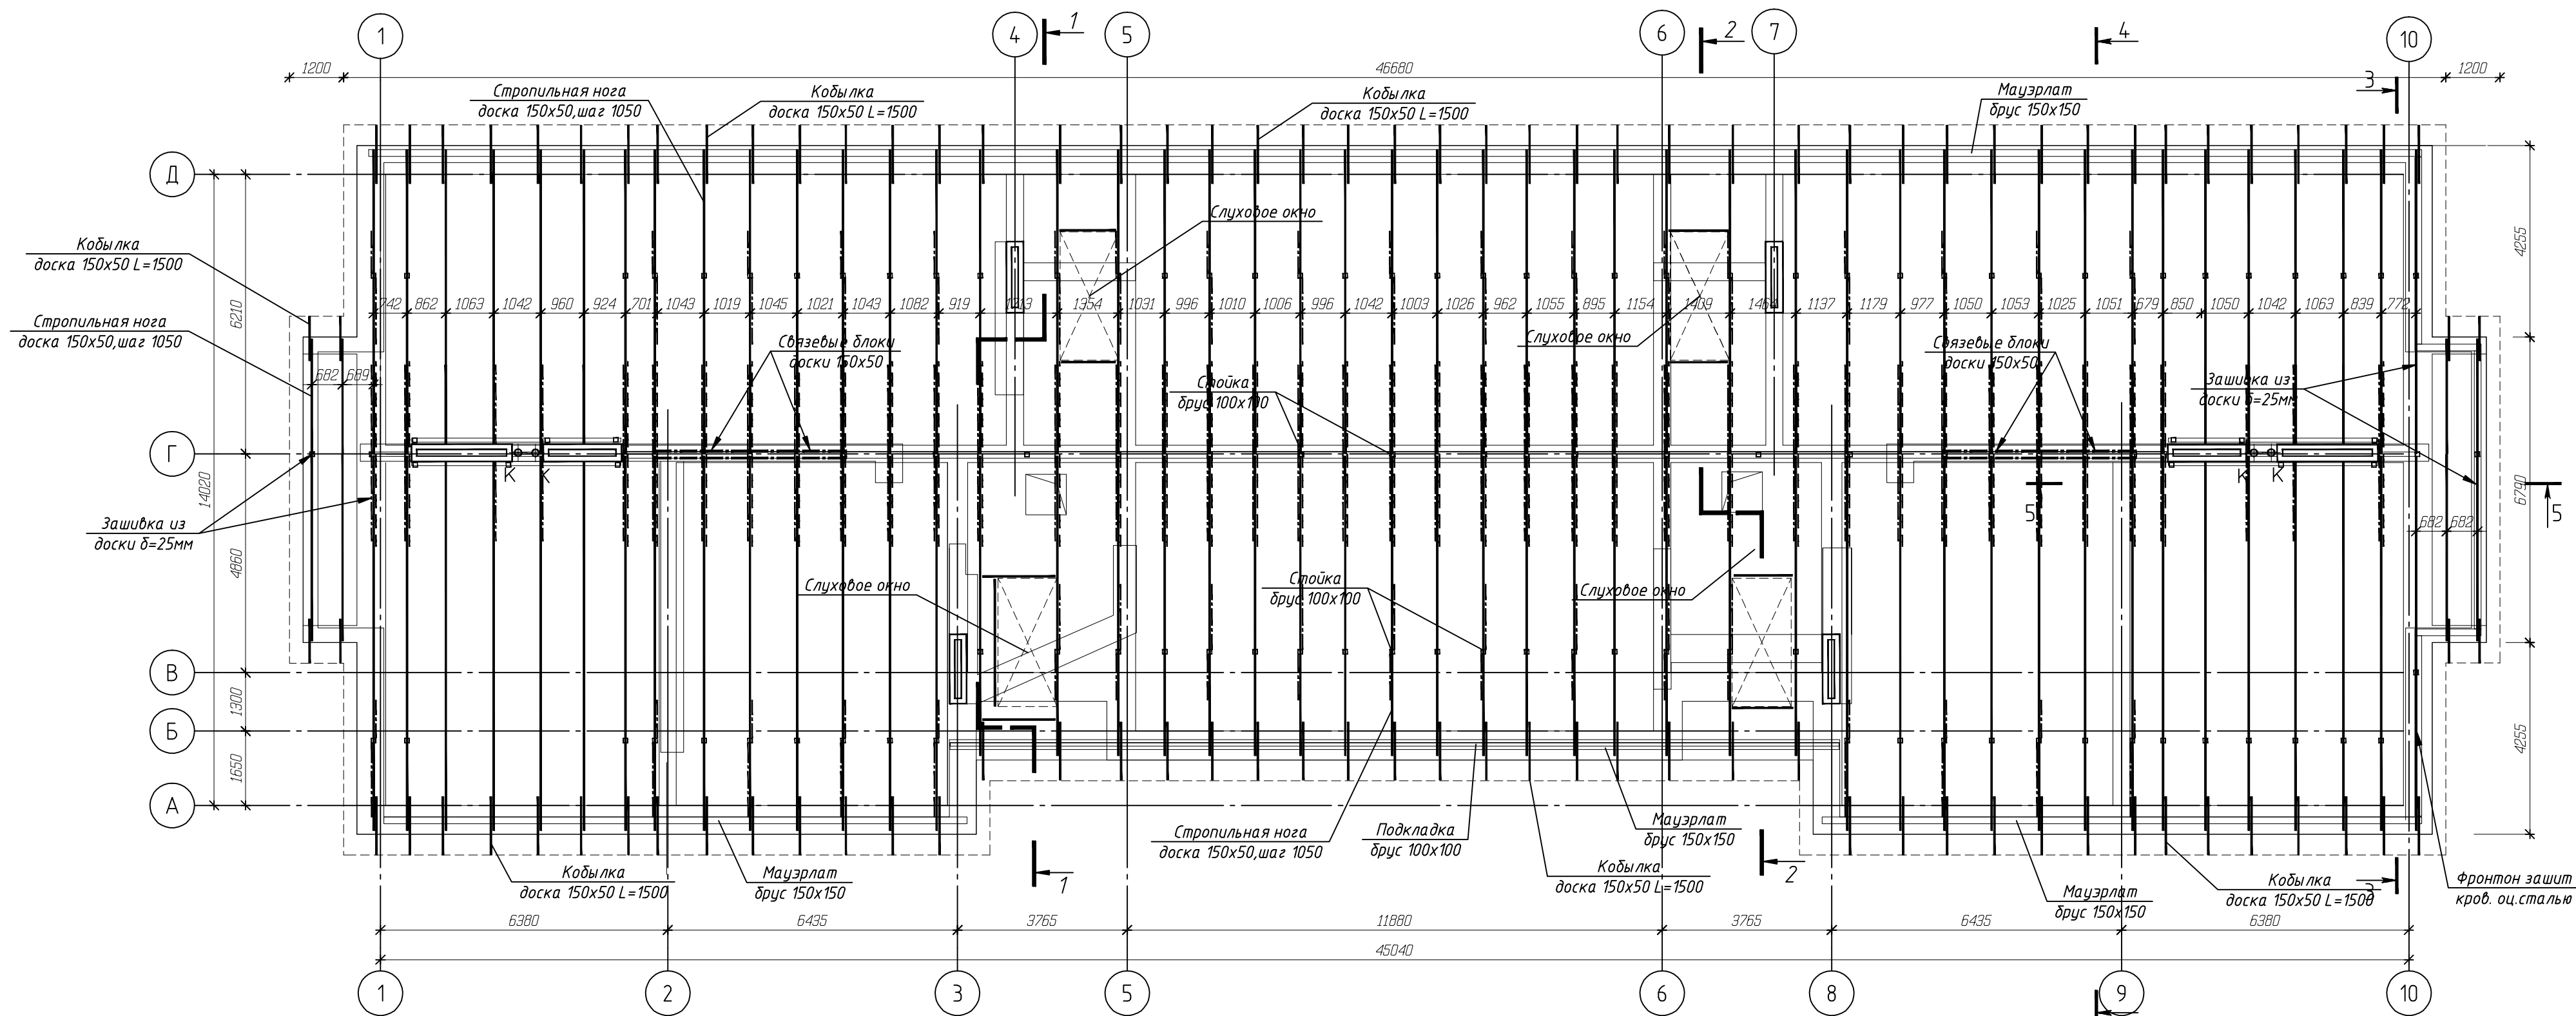 1
4
1
5
6
2
7
4
10
1200
46680
1200
3
Стропильная нога
доска 150х50,шаг 1050
Кобылка
доска 150х50 L=1500
Кобылка
доска 150х50 L=1500
Мауэрлат
брус 150х150
Д
Кобылка
доска 150х50 L=1500
Слуховое окно
4255
6210
742 862 1063 1042 960 924 701 1043 1019 1045 1021 1043 1082 919 1213 1354 1031 996 1010 1006 996 1042 1003 1026 962 1055 895 1154 1409 1464 1137 1179 977 1050 1053 1025 1051 679 850 1050 1042 1063 839 772
Стропильная нога
доска 150х50,шаг 1050
Связевые блоки
доски 150х50
Слуховое окно
Связевые блоки
доски 150х50
682 689
Стойка
брус 100х100
Зашивка из
доски δ=25мм
Г
К К
К К
14020
6790
5
5
Зашивка из
доски δ=25мм
682 682
4860
Слуховое окно
Стойка
брус 100х100
Слуховое окно
В
1300
Б
4255
1650
А
Стропильная нога
доска 150х50,шаг 1050
Подкладка
брус 100х100
Мауэрлат
брус 150х150
Кобылка
доска 150х50 L=1500
Мауэрлат
брус 150х150
1
Кобылка
доска 150х50 L=1500
2
Мауэрлат
брус 150х150
Кобылка
доска 150х50 L=1500
3
Фронтон зашит
кров. оц.сталью
6380 6435 3765 11880 3765 6435 6380
45040
1 2 3 5 6 8 9 10